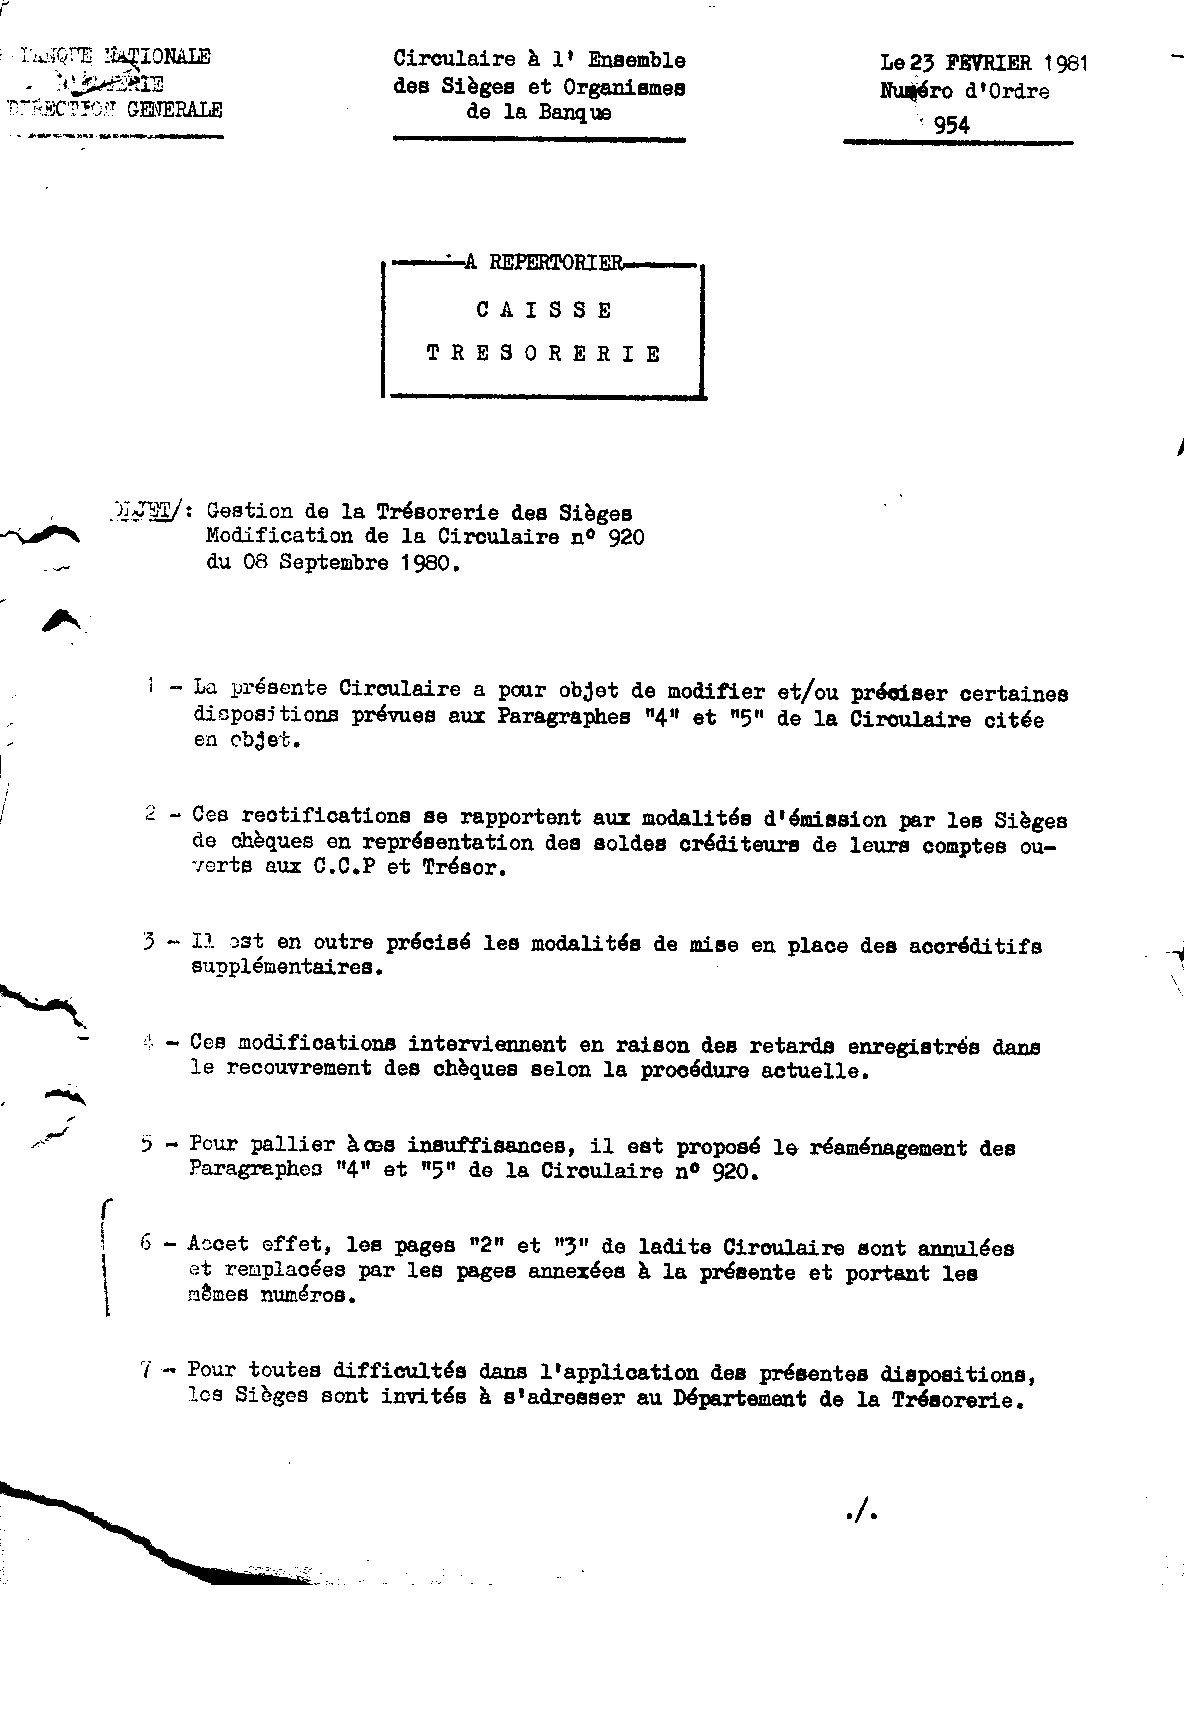 BANQUE NATIONALE
DIRECTION GENERALE
Circulaire à l' Ensemble
des Sièges et Organismes
de la Banque
Le 23 FEVRIER 1981
Numéro d'Ordre
954
A REPERTORIER
C A I S S E
T R E S O R E R I E
OBJET/: Gestion de la Trésorerie des Sièges
Modification de la Circulaire n° 920
du 08 Septembre 1980.
1 - La présente Circulaire a pour objet de modifier et/ou préciser certaines
dispositions prévues aux Paragraphes "4" et "5" de la Circulaire citée
en objet.
2 - Ces rectifications se rapportent aux modalités d'émission par les Sièges
de chèques en représentation des soldes créditeurs de leurs comptes ou-
verts aux C.C.P et Trésor.
3 - Il est en outre précisé les modalités de mise en place des accréditifs
supplémentaires.
4 - Ces modifications interviennent en raison des retards enregistrés dans
le recouvrement des chèques selon la procédure actuelle.
5 - Pour pallier à ces insuffisances, il est proposé le réaménagement des
Paragraphes "4" et "5" de la Circulaire n° 920.
6 - Accet effet, les pages "2" et "3" de ladite Circulaire sont annulées
et remplacées par les pages annexées à la présente et portant les
mêmes numéros.
7 - Pour toutes difficultés dans l'application des présentes dispositions,
les Sièges sont invités à s'adresser au Département de la Trésorerie.
./.